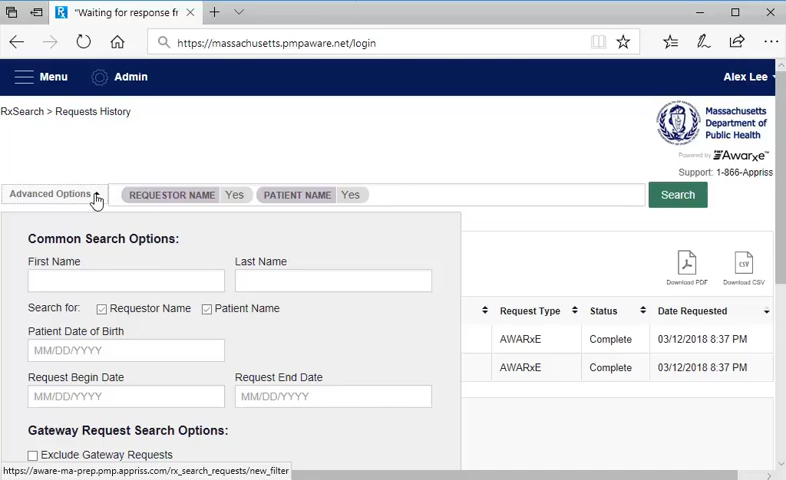 "Waiting for response fr
https://massachusetts.pmpaware.net/login
Menu Admin Alex Lee
RxSearch > Requests History
Massachusetts
Department of
Public Health
Powered by AWARXE™
Support: 1-866-Appriss
Advanced Options REQUESTOR NAME Yes PATIENT NAME Yes Search
Common Search Options:
First Name Last Name
Search for: Requestor Name Patient Name
Patient Date of Birth
MM/DD/YYYY
Request Begin Date Request End Date
MM/DD/YYYY MM/DD/YYYY
Gateway Request Search Options:
Exclude Gateway Requests
CSV
Download PDF Download CSV
Request Type Status Date Requested
AWARxE Complete 03/12/2018 8:37 PM
AWARxE Complete 03/12/2018 8:37 PM
https://aware-ma-prep.pmp.appriss.com/rx_search_requests/new_filter